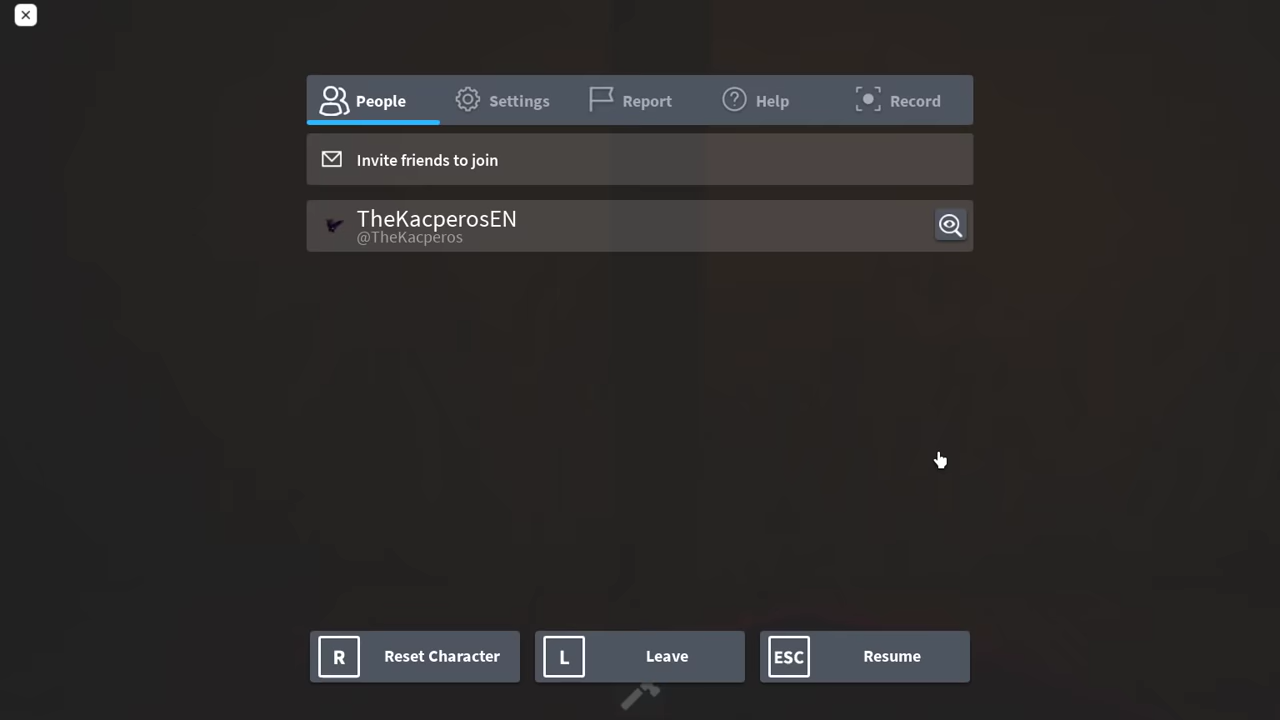 People
Settings
Report
Help
Record
Invite friends to join
TheKacperosEN
@TheKacperos
R Reset Character
L Leave
ESC Resume